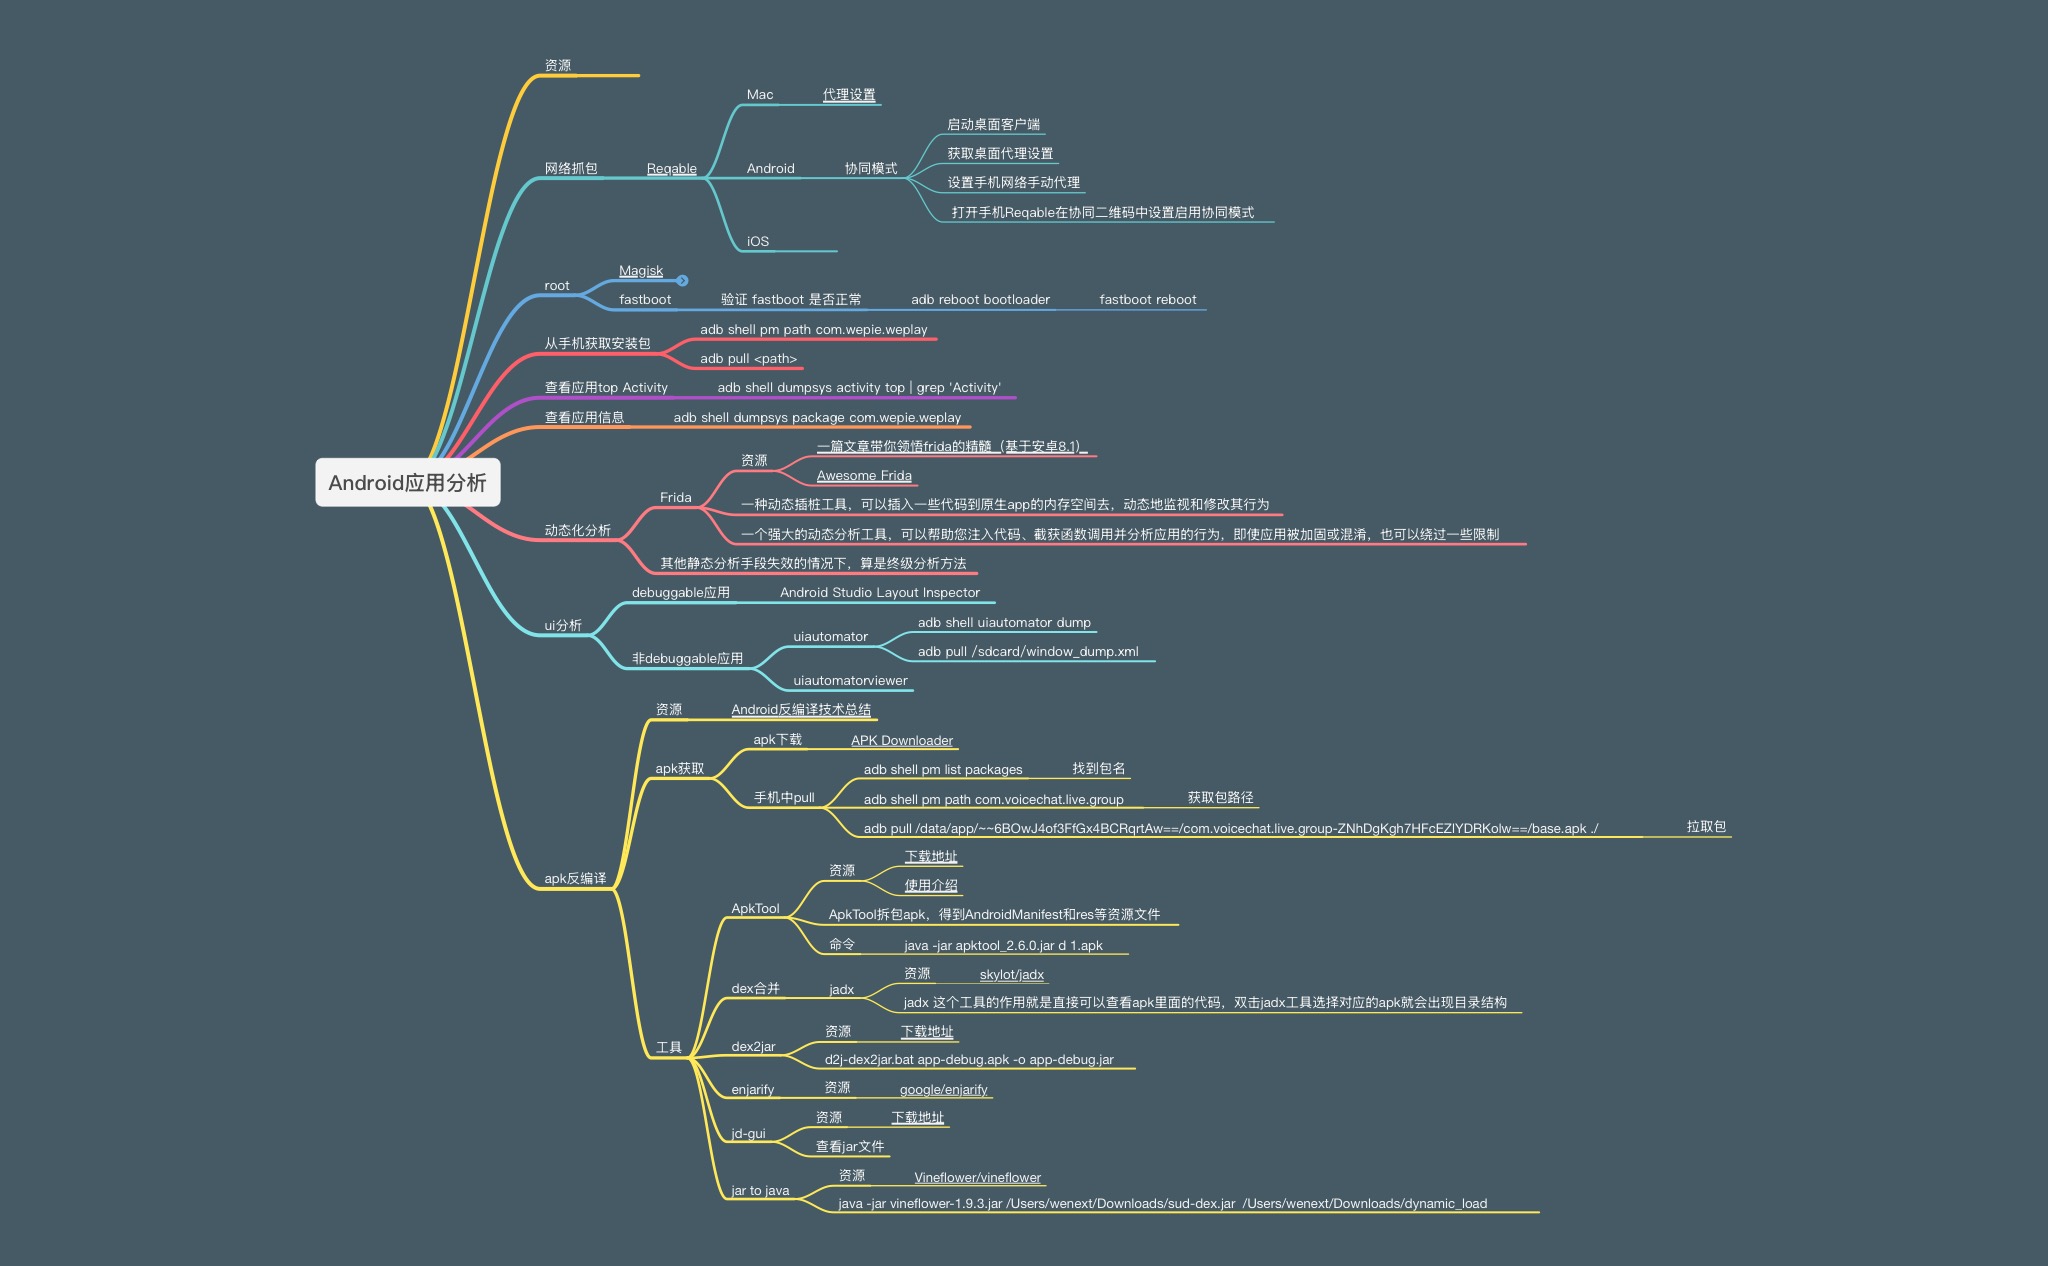 Android应用分析
资源
网络抓包
Reqable
Mac
代理设置
Android
协同模式
启动桌面客户端
获取桌面代理设置
设置手机网络手动代理
打开手机Reqable在协同二维码中设置启用协同模式
iOS
root
Magisk
fastboot
验证 fastboot 是否正常
adb reboot bootloader
fastboot reboot
从手机获取安装包
adb shell pm path com.wepie.weplay
adb pull <path>
查看应用top Activity
adb shell dumpsys activity top | grep 'Activity'
查看应用信息
adb shell dumpsys package com.wepie.weplay
动态化分析
Frida
资源
一篇文章带你领悟frida的精髓（基于安卓8.1）
Awesome Frida
一种动态插桩工具，可以插入一些代码到原生app的内存空间去，动态地监视和修改其行为
一个强大的动态分析工具，可以帮助您注入代码、截获函数调用并分析应用的行为，即使应用被加固或混淆，也可以绕过一些限制
其他静态分析手段失效的情况下，算是终级分析方法
ui分析
debuggable应用
Android Studio Layout Inspector
非debuggable应用
uiautomator
adb shell uiautomator dump
adb pull /sdcard/window_dump.xml
uiautomatorviewer
apk反编译
资源
Android反编译技术总结
apk获取
apk下载
APK Downloader
手机中pull
adb shell pm list packages
找到包名
adb shell pm path com.voicechat.live.group
获取包路径
adb pull /data/app/~~6BOwJ4of3FfGx4BCRqrtAw==/com.voicechat.live.group-ZNhDgKgh7HFcEZIYDRKolw==/base.apk ./
拉取包
工具
ApkTool
资源
下载地址
使用介绍
ApkTool拆包apk，得到AndroidManifest和res等资源文件
命令
java -jar apktool_2.6.0.jar d 1.apk
dex合并
jadx
资源
skylot/jadx
jadx 这个工具的作用就是直接可以查看apk里面的代码，双击jadx工具选择对应的apk就会出现目录结构
dex2jar
资源
下载地址
d2j-dex2jar.bat app-debug.apk -o app-debug.jar
enjarify
资源
google/enjarify
jd-gui
资源
下载地址
查看jar文件
jar to java
资源
Vineflower/vineflower
java -jar vineflower-1.9.3.jar /Users/wenext/Downloads/sud-dex.jar  /Users/wenext/Downloads/dynamic_load